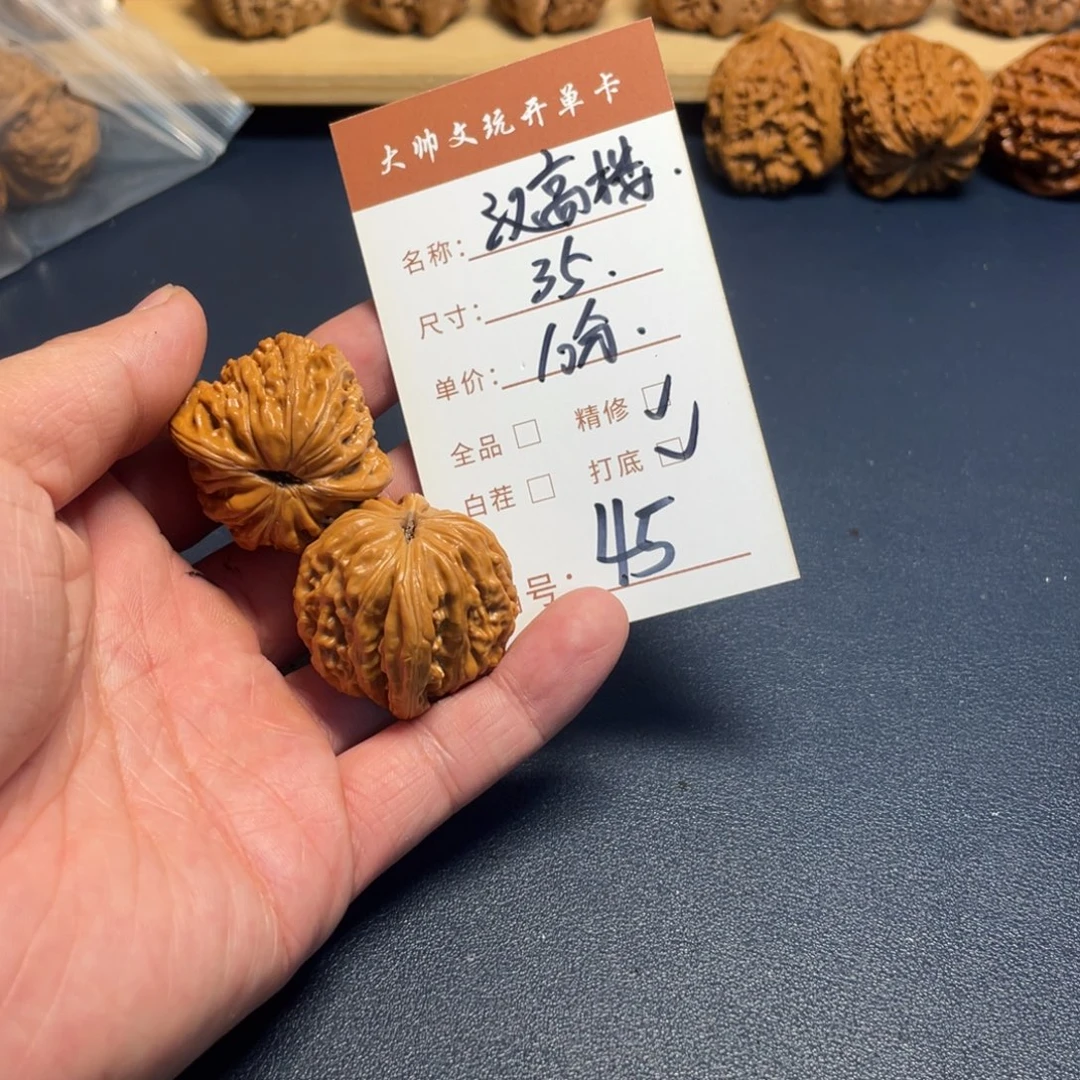 大帅文玩开单卡
名称: 汉高楼.
尺寸: 35.
单价: 1份.
全品 □ 精修 ☑
白茬 □ 打底 ☑
号: 45